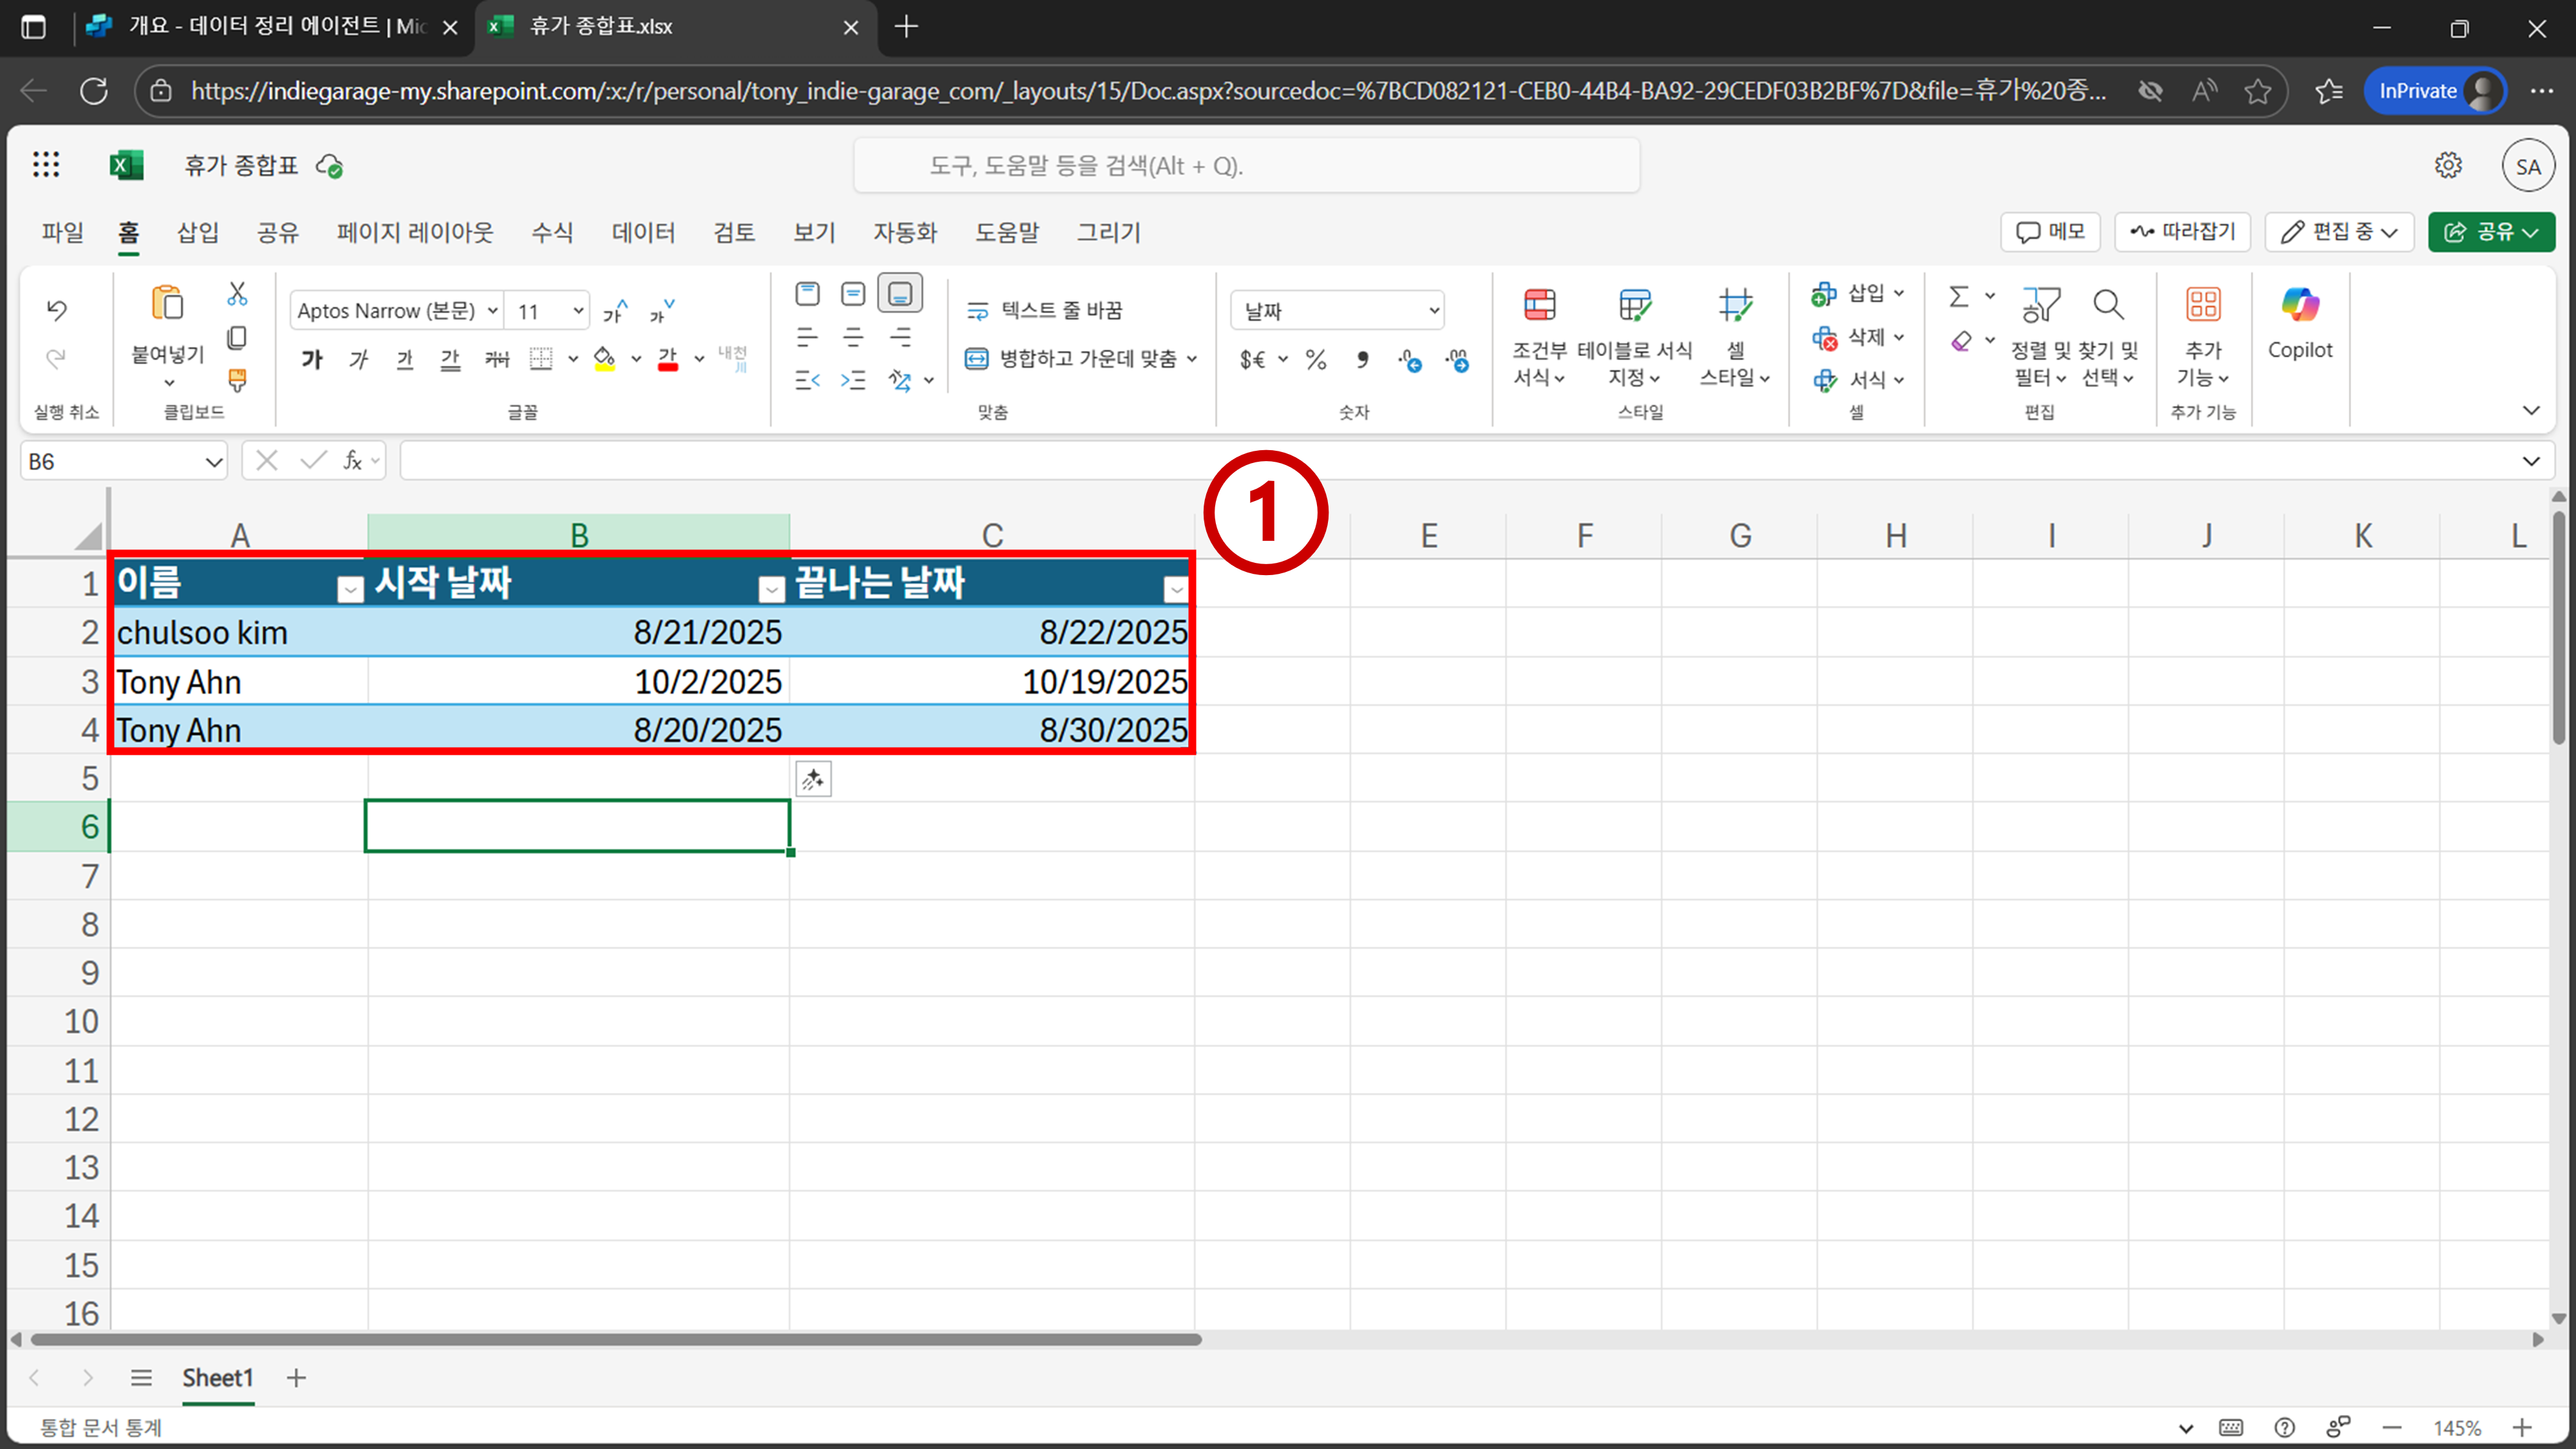 개요 - 데이터 정리 에이전트 | Mic
휴가 종합표.xlsx
https://indiegarage-my.sharepoint.com/:x:/r/personal/tony_indie-garage_com/_layouts/15/Doc.aspx?sourcedoc=%7BCD082121-CEB0-44B4-BA92-29CEDF03B2BF%7D&file=휴가%20종...
InPrivate
휴가 종합표
도구, 도움말 등을 검색(Alt + Q).
SA
파일 홈 삽입 공유 페이지 레이아웃 수식 데이터 검토 보기 자동화 도움말 그리기
메모 따라잡기 편집 중 공유
Aptos Narrow (본문) 11 가 가
텍스트 줄 바꿈
날짜
삽입
붙여넣기
가 가 가 가 가나 가 내천
병합하고 가운데 맞춤
$€ % , .0 .00
조건부 서식
테이블로 서식 지정
셀 스타일
삭제
서식
정렬 및 필터
찾기 및 선택
추가 기능
Copilot
실행 취소 클립보드 글꼴 맞춤 숫자 스타일 셀 편집 추가 기능
B6
fx
1
A B C E F G H I J K L
1 이름 시작 날짜 끝나는 날짜
2 chulsoo kim 8/21/2025 8/22/2025
3 Tony Ahn 10/2/2025 10/19/2025
4 Tony Ahn 8/20/2025 8/30/2025
5
6
7
8
9
10
11
12
13
14
15
16
Sheet1
통합 문서 통계
145%